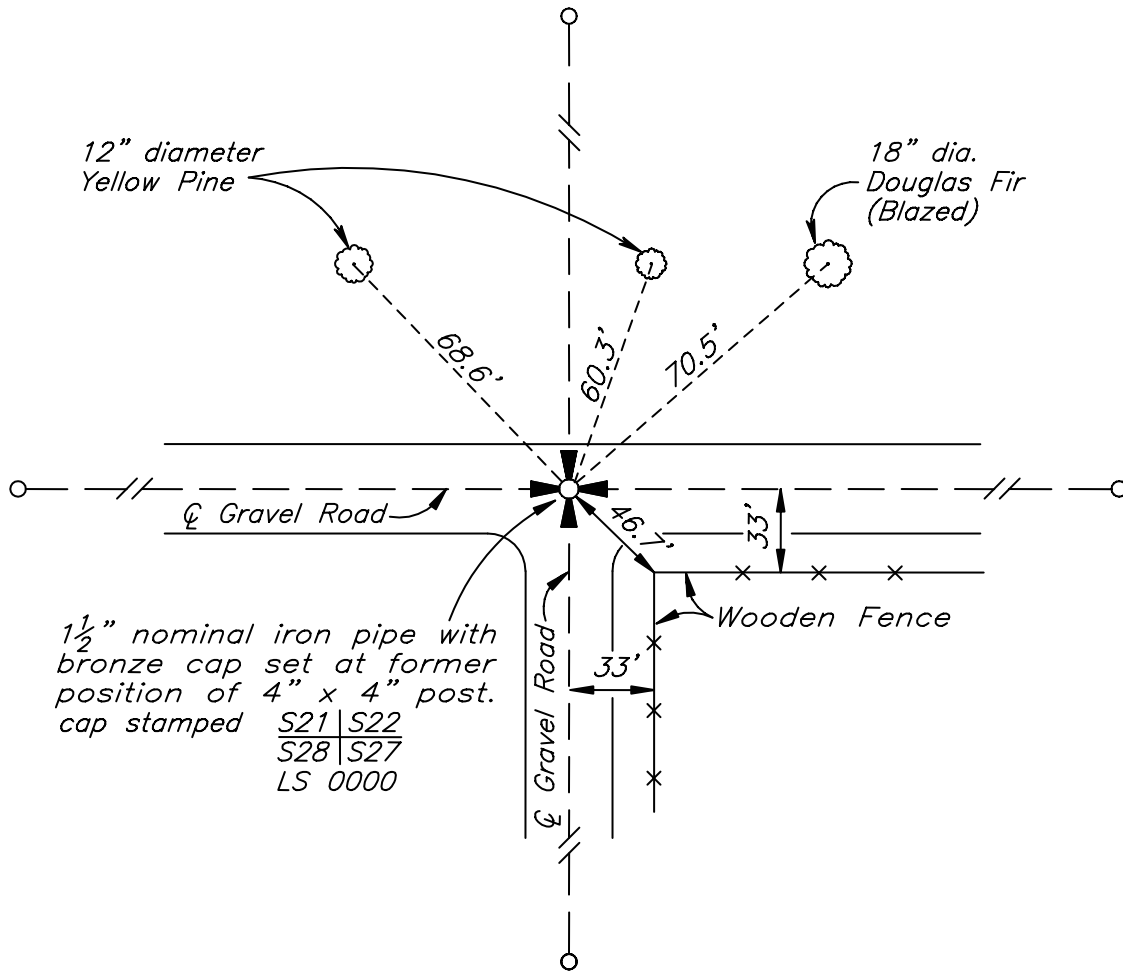 12” diameter
Yellow Pine
18” dia.
Douglas Fir
(Blazed)
68.6’
60.3’
70.5’
℄ Gravel Road
46.7’
33’
Wooden Fence
33’
1½” nominal iron pipe with
bronze cap set at former
position of 4” x 4” post.
cap stamped
S21 | S22
S28 | S27
LS 0000
℄ Gravel Road